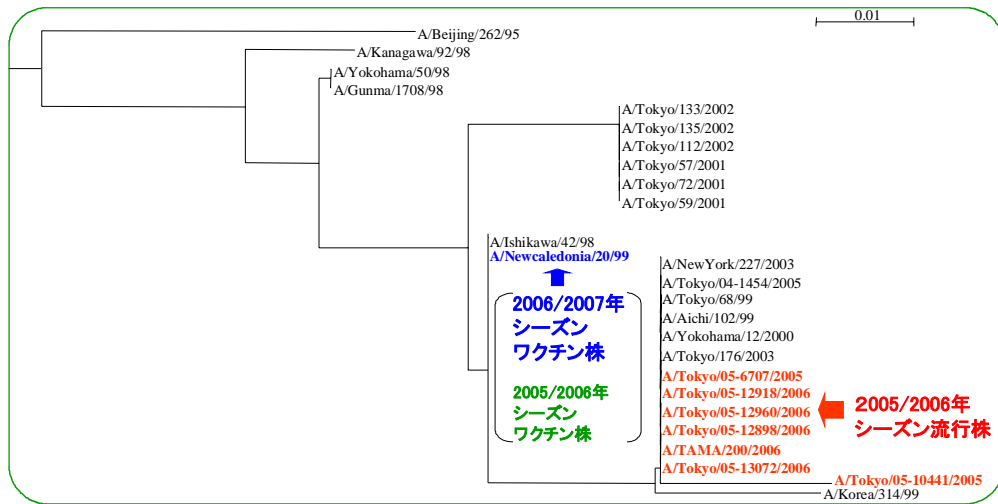 0.01
A/Beijing/262/95
A/Kanagawa/92/98
A/Yokohama/50/98
A/Gunma/1708/98
A/Tokyo/133/2002
A/Tokyo/135/2002
A/Tokyo/112/2002
A/Tokyo/57/2001
A/Tokyo/72/2001
A/Tokyo/59/2001
A/Ishikawa/42/98
A/Newcaledonia/20/99
2006/2007年
シーズン
ワクチン株
2005/2006年
シーズン
ワクチン株
A/NewYork/227/2003
A/Tokyo/04-1454/2005
A/Tokyo/68/99
A/Aichi/102/99
A/Yokohama/12/2000
A/Tokyo/176/2003
A/Tokyo/05-6707/2005
A/Tokyo/05-12918/2006
A/Tokyo/05-12960/2006
A/Tokyo/05-12898/2006
A/TAMA/200/2006
A/Tokyo/05-13072/2006
2005/2006年
シーズン流行株
A/Tokyo/05-10441/2005
A/Korea/314/99